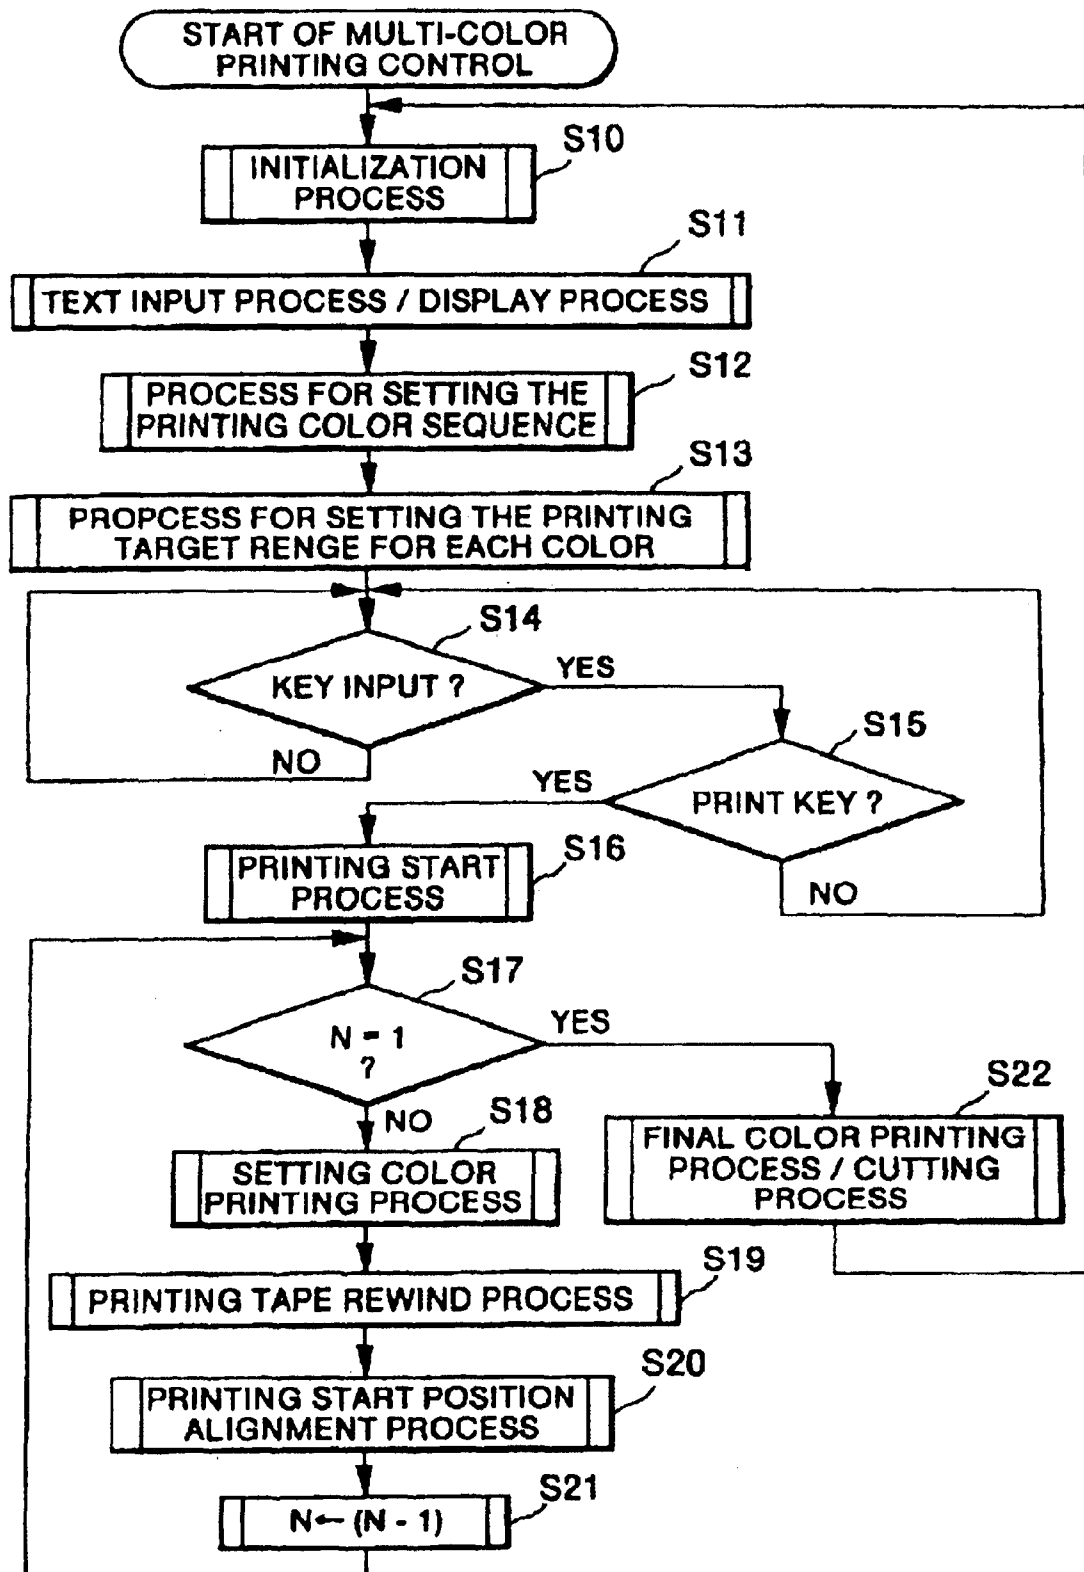 START OF MULTI-COLOR
PRINTING CONTROL
S10
INITIALIZATION
PROCESS
S11
TEXT INPUT PROCESS / DISPLAY PROCESS
S12
PROCESS FOR SETTING THE
PRINTING COLOR SEQUENCE
S13
PROPCESS FOR SETTING THE PRINTING
TARGET RENGE FOR EACH COLOR
S14
KEY INPUT ?
YES
NO
S15
PRINT KEY ?
YES
NO
S16
PRINTING START
PROCESS
S17
N = 1
?
YES
NO
S18
SETTING COLOR
PRINTING PROCESS
S22
FINAL COLOR PRINTING
PROCESS / CUTTING
PROCESS
S19
PRINTING TAPE REWIND PROCESS
S20
PRINTING START POSITION
ALIGNMENT PROCESS
S21
N ← (N - 1)